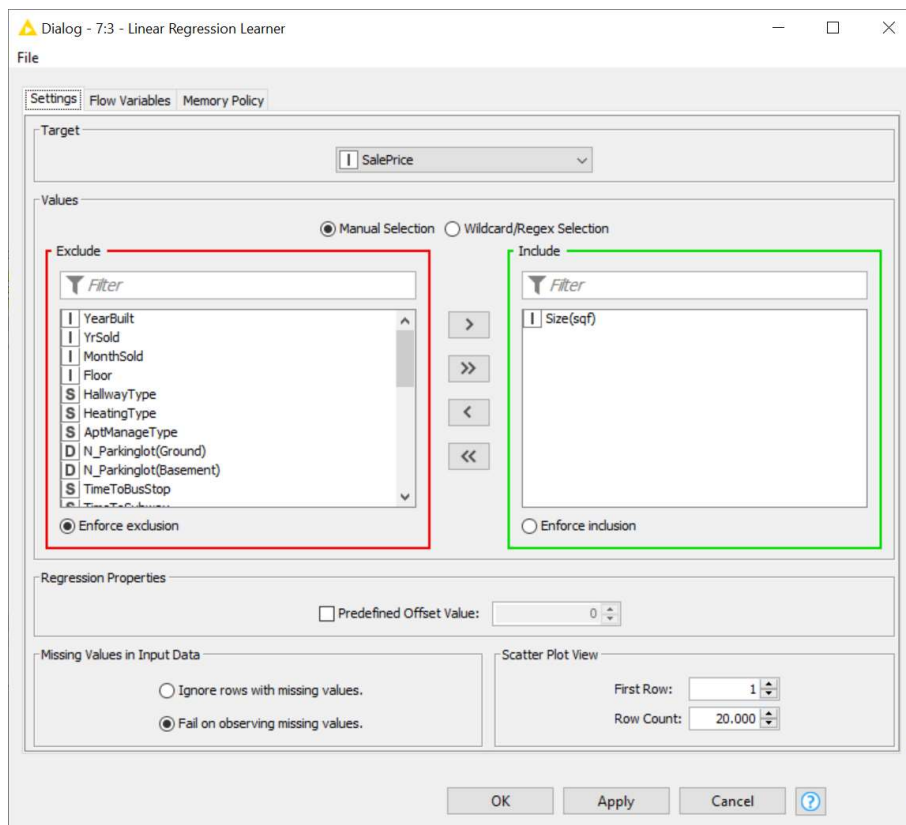 Dialog - 7:3 - Linear Regression Learner
File
Settings Flow Variables Memory Policy
Target
I SalePrice
Values
Manual Selection Wildcard/Regex Selection
Exclude
Filter
I YearBuilt
I YrSold
I MonthSold
I Floor
S HallwayType
S HeatingType
S AptManageType
D N_Parkinglot(Ground)
D N_Parkinglot(Basement)
S TimeToBusStop
Enforce exclusion
>
>>
<
<<
Include
Filter
I Size(sqf)
Enforce inclusion
Regression Properties
Predefined Offset Value: 0
Missing Values in Input Data
Ignore rows with missing values.
Fail on observing missing values.
Scatter Plot View
First Row: 1
Row Count: 20.000
OK Apply Cancel ?